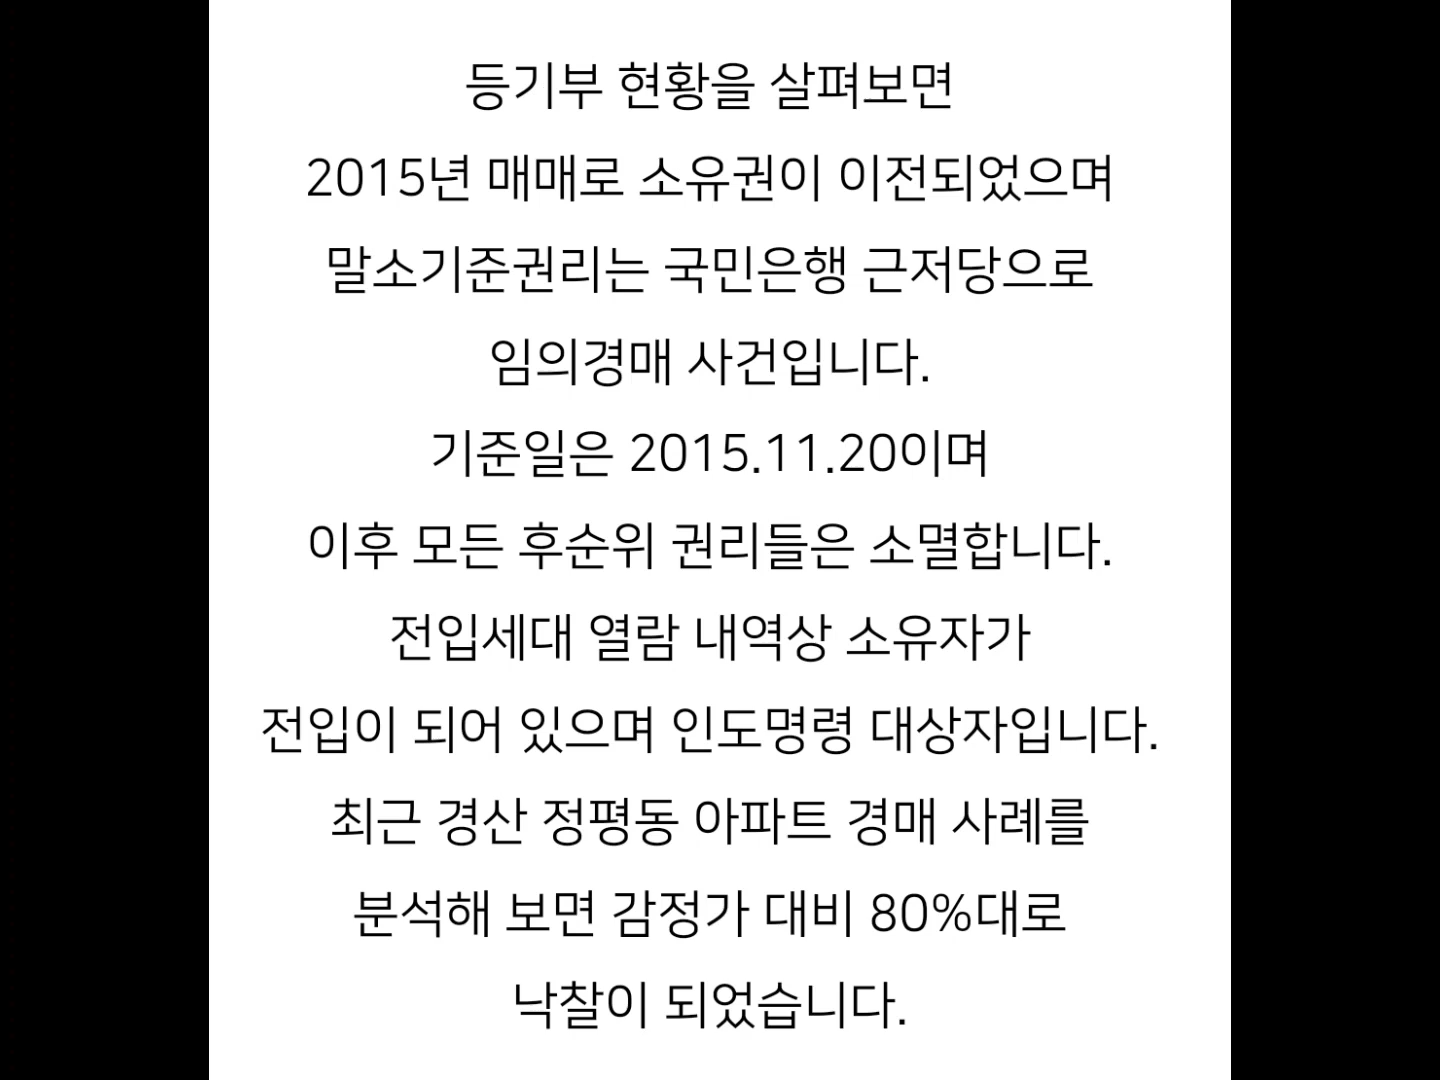 등기부 현황을 살펴보면
2015년 매매로 소유권이 이전되었으며
말소기준권리는 국민은행 근저당으로
임의경매 사건입니다.
기준일은 2015.11.20이며
이후 모든 후순위 권리들은 소멸합니다.
전입세대 열람 내역상 소유자가
전입이 되어 있으며 인도명령 대상자입니다.
최근 경산 정평동 아파트 경매 사례를
분석해 보면 감정가 대비 80%대로
낙찰이 되었습니다.